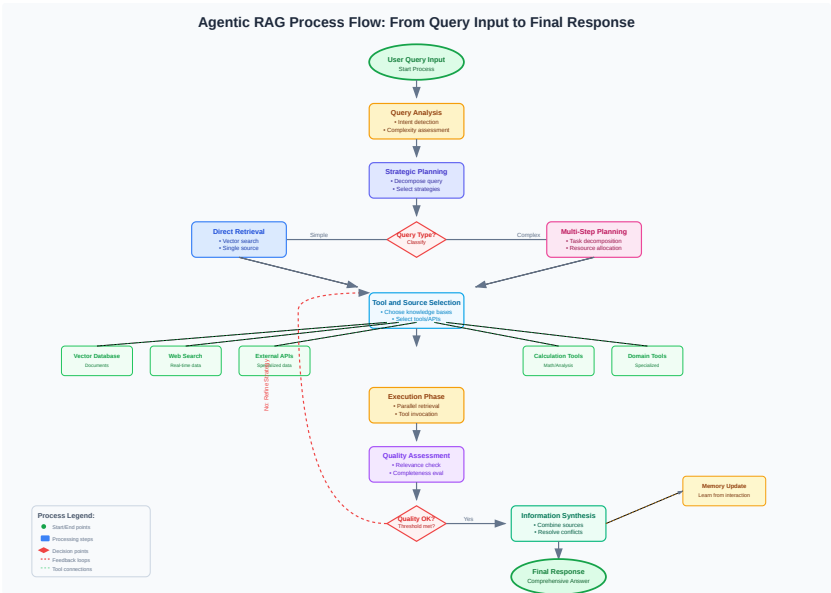 Agentic RAG Process Flow: From Query Input to Final Response
User Query Input
Start Process
Query Analysis
• Intent detection
• Complexity assessment
Strategic Planning
• Decompose query
• Select strategies
Direct Retrieval
• Vector search
• Single source
Simple
Query Type?
Classify
Complex
Multi-Step Planning
• Task decomposition
• Resource allocation
Tool and Source Selection
• Choose knowledge bases
• Select tools/APIs
Vector Database
Documents
Web Search
Real-time data
External APIs
Specialized data
Calculation Tools
Math/Analysis
Domain Tools
Specialized
No: Refine Strategy
Execution Phase
• Parallel retrieval
• Tool invocation
Quality Assessment
• Relevance check
• Completeness eval
Quality OK?
Threshold met?
Yes
Information Synthesis
• Combine sources
• Resolve conflicts
Memory Update
Learn from interaction
Final Response
Comprehensive Answer
Process Legend:
Start/End points
Processing steps
Decision points
Feedback loops
Tool connections